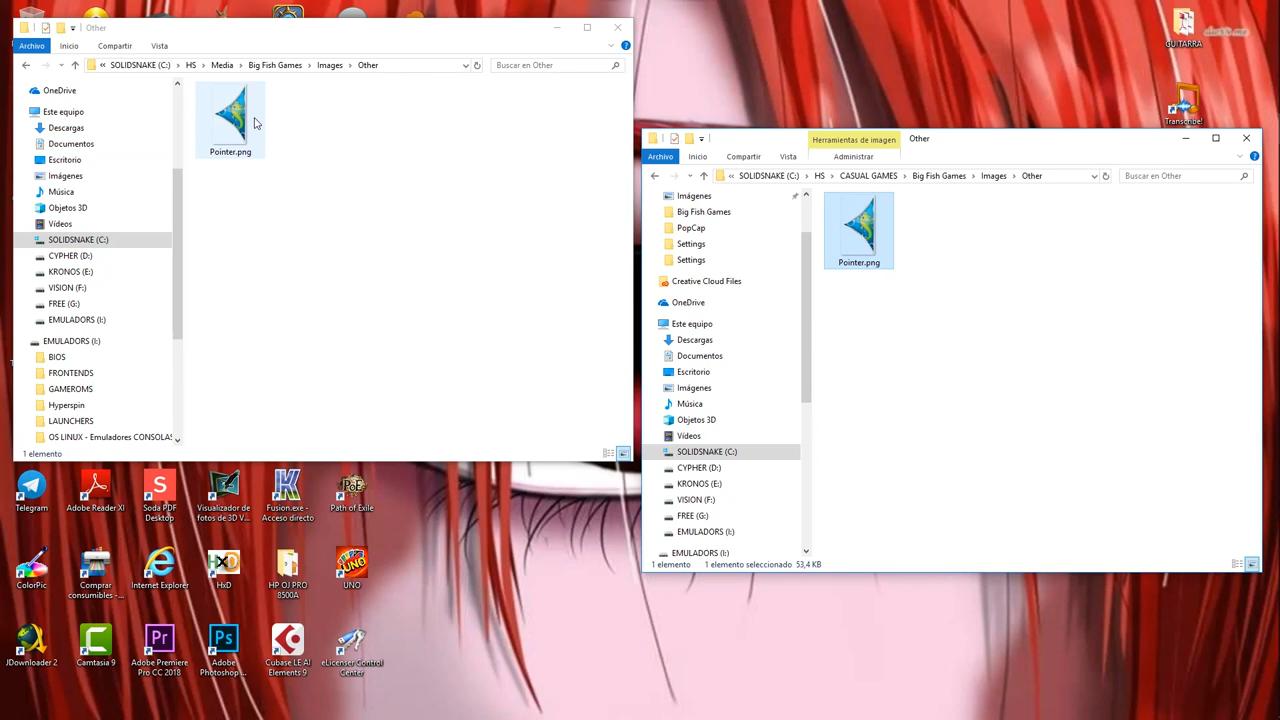 Other
Archivo Inicio Compartir Vista
SOLIDSNAKE (C:) HS Media Big Fish Games Images Other
Buscar en Other
OneDrive
Este equipo
Descargas
Documentos
Escritorio
Imágenes
Música
Objetos 3D
Vídeos
SOLIDSNAKE (C:)
CYPHER (D:)
KRONOS (E:)
VISION (F:)
FREE (G:)
EMULADORS (I:)
EMULADORS (I:)
BIOS
FRONTENDS
GAMEROMS
Hyperspin
LAUNCHERS
OS LINUX - Emuladores CONSOLAS
Pointer.png
1 elemento
GUITARRA
Transcribe!
Herramientas de imagen
Other
Archivo Inicio Compartir Vista Administrar
« SOLIDSNAKE (C:) HS CASUAL GAMES Big Fish Games Images Other
Buscar en Other
Imágenes
Big Fish Games
PopCap
Settings
Settings
Creative Cloud Files
OneDrive
Este equipo
Descargas
Documentos
Escritorio
Imágenes
Música
Objetos 3D
Vídeos
SOLIDSNAKE (C:)
CYPHER (D:)
KRONOS (E:)
VISION (F:)
FREE (G:)
EMULADORS (I:)
EMULADORS (I:)
Pointer.png
1 elemento 1 elemento seleccionado 53,4 KB
Telegram
Adobe Reader XI
Soda PDF
Desktop
Visualizador de
fotos de 3D V...
Fusion.exe -
Acceso directo
Path of Exile
ColorPic
Comprar
consumibles -...
Internet Explorer
HxD
HP OJ PRO
8500A
UNO
JDownloader 2
Camtasia 9
Adobe Premiere
Pro CC 2018
Adobe
Photoshop ...
Cubase LE AI
Elements 9
eLicenser Control
Center